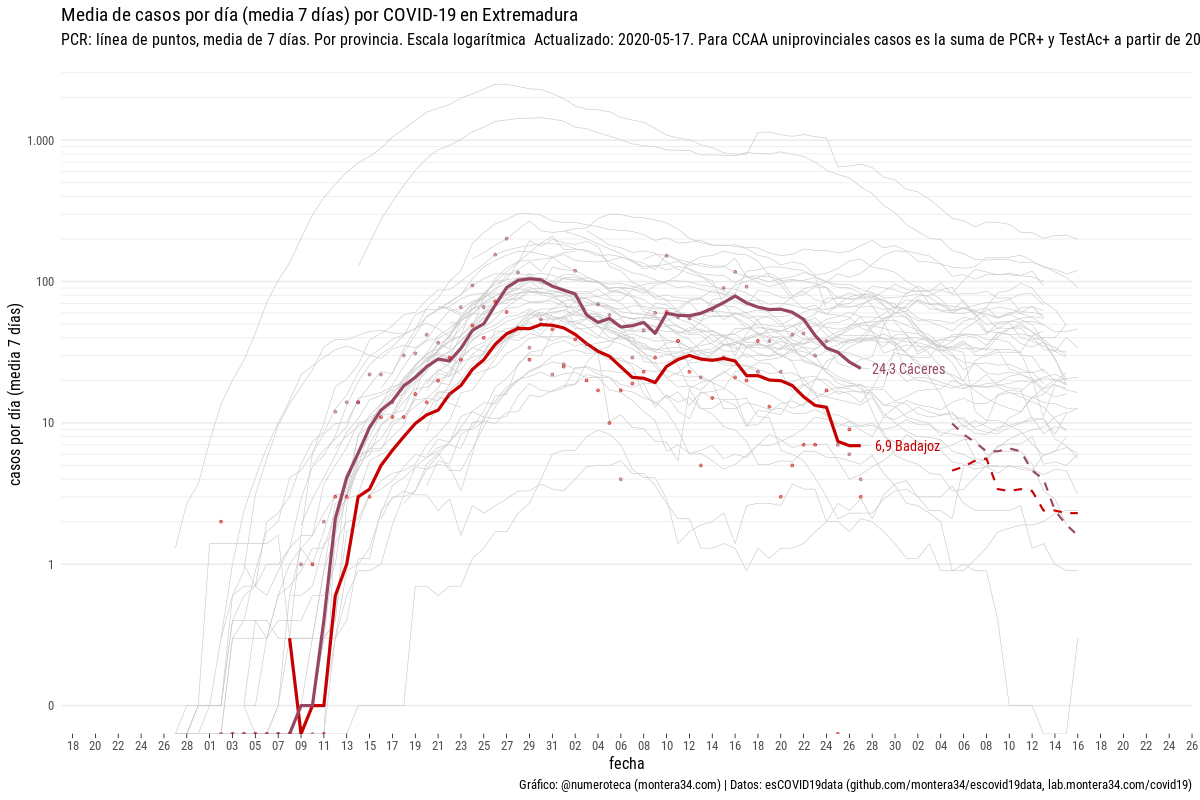 Media de casos por día (media 7 días) por COVID-19 en Extremadura
PCR: línea de puntos, media de 7 días. Por provincia. Escala logarítmica  Actualizado: 2020-05-17. Para CCAA uniprovinciales casos es la suma de PCR+ y TestAc+ a partir de 20
casos por día (media 7 días)
1.000
100
10
1
0
24,3 Cáceres
6,9 Badajoz
18 20 22 24 26 28 01 03 05 07 09 11 13 15 17 19 21 23 25 27 29 31 02 04 06 08 10 12 14 16 18 20 22 24 26 28 30 02 04 06 08 10 12 14 16 18 20 22 24 26
fecha
Gráfico: @numeroteca (montera34.com) | Datos: esCOVID19data (github.com/montera34/escovid19data, lab.montera34.com/covid19)